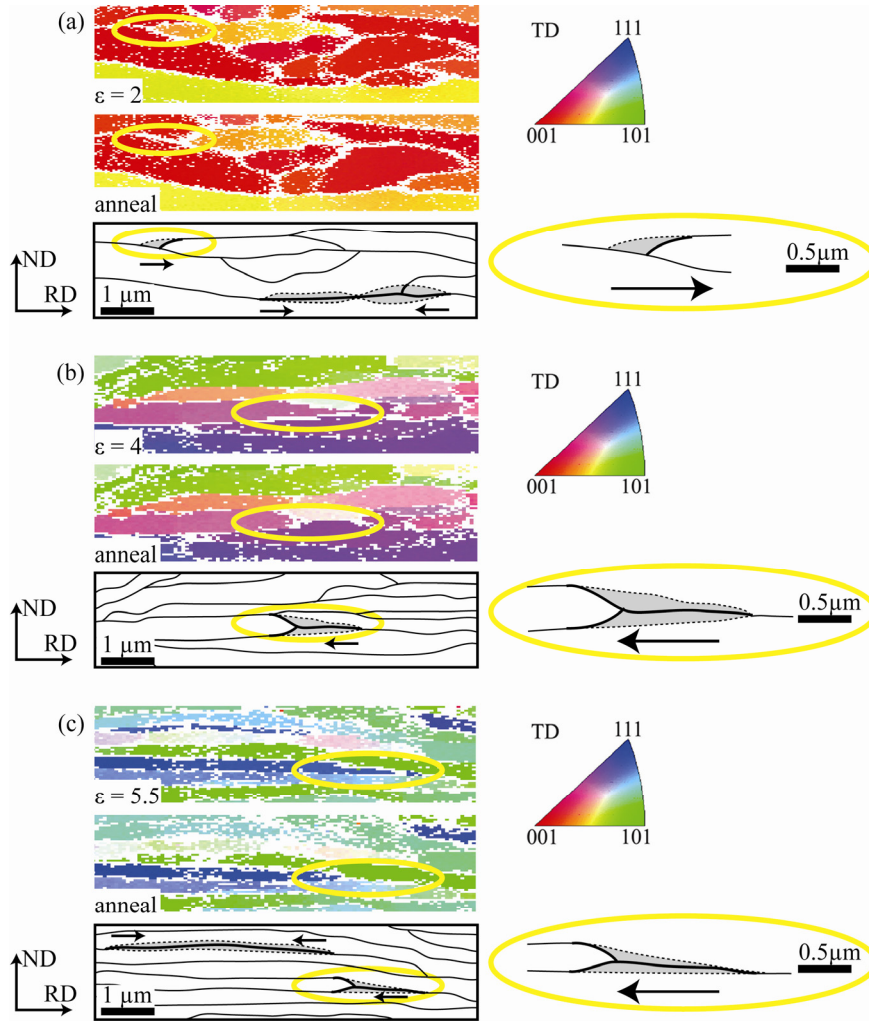 (a)
ε = 2
anneal
ND
RD
1 µm
TD
111
001
101
0.5µm
(b)
ε = 4
anneal
ND
RD
1 µm
TD
111
001
101
0.5µm
(c)
ε = 5.5
anneal
ND
RD
1 µm
TD
111
001
101
0.5µm